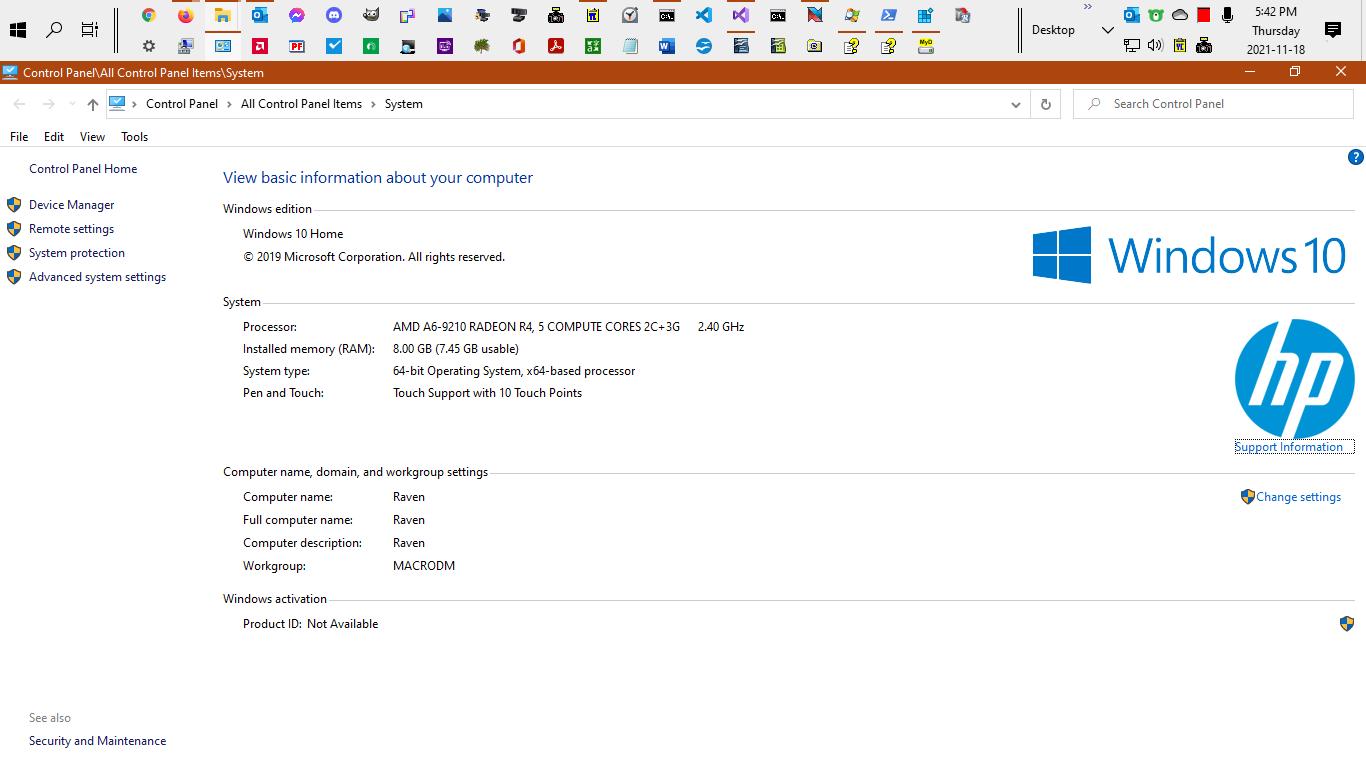 5:42 PM
Thursday
2021-11-18
Desktop
Control Panel\All Control Panel Items\System
Control Panel > All Control Panel Items > System
Search Control Panel
File Edit View Tools
Control Panel Home
Device Manager
Remote settings
System protection
Advanced system settings
View basic information about your computer
Windows edition
Windows 10 Home
© 2019 Microsoft Corporation. All rights reserved.
Windows 10
System
Processor: AMD A6-9210 RADEON R4, 5 COMPUTE CORES 2C+3G 2.40 GHz
Installed memory (RAM): 8.00 GB (7.45 GB usable)
System type: 64-bit Operating System, x64-based processor
Pen and Touch: Touch Support with 10 Touch Points
hp
Support Information
Computer name, domain, and workgroup settings
Computer name: Raven
Change settings
Full computer name: Raven
Computer description: Raven
Workgroup: MACRODM
Windows activation
Product ID: Not Available
See also
Security and Maintenance